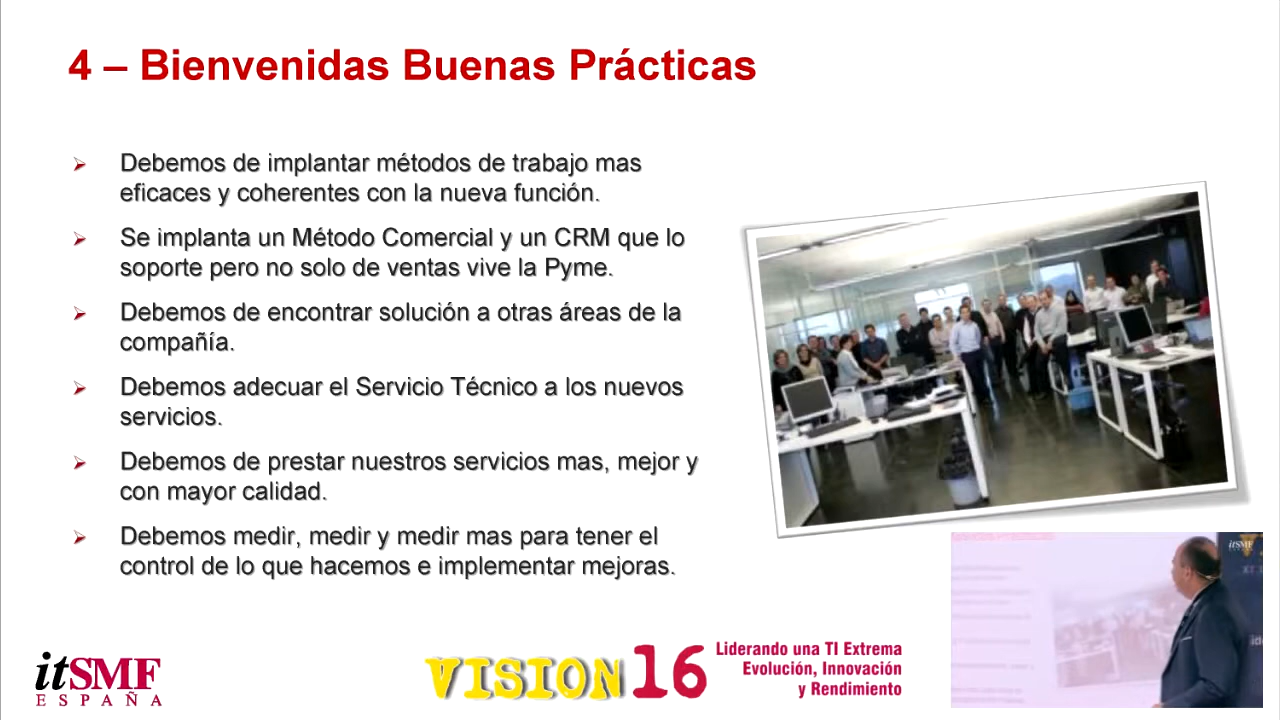 4 – Bienvenidas Buenas Prácticas
Debemos de implantar métodos de trabajo mas
eficaces y coherentes con la nueva función.
Se implanta un Método Comercial y un CRM que lo
soporte pero no solo de ventas vive la Pyme.
Debemos de encontrar solución a otras áreas de la
compañía.
Debemos adecuar el Servicio Técnico a los nuevos
servicios.
Debemos de prestar nuestros servicios mas, mejor y
con mayor calidad.
Debemos medir, medir y medir mas para tener el
control de lo que hacemos e implementar mejoras.
itSMF
itSMF
ESPAÑA
VISION16
Liderando una TI Extrema
Evolución, Innovación
y Rendimiento